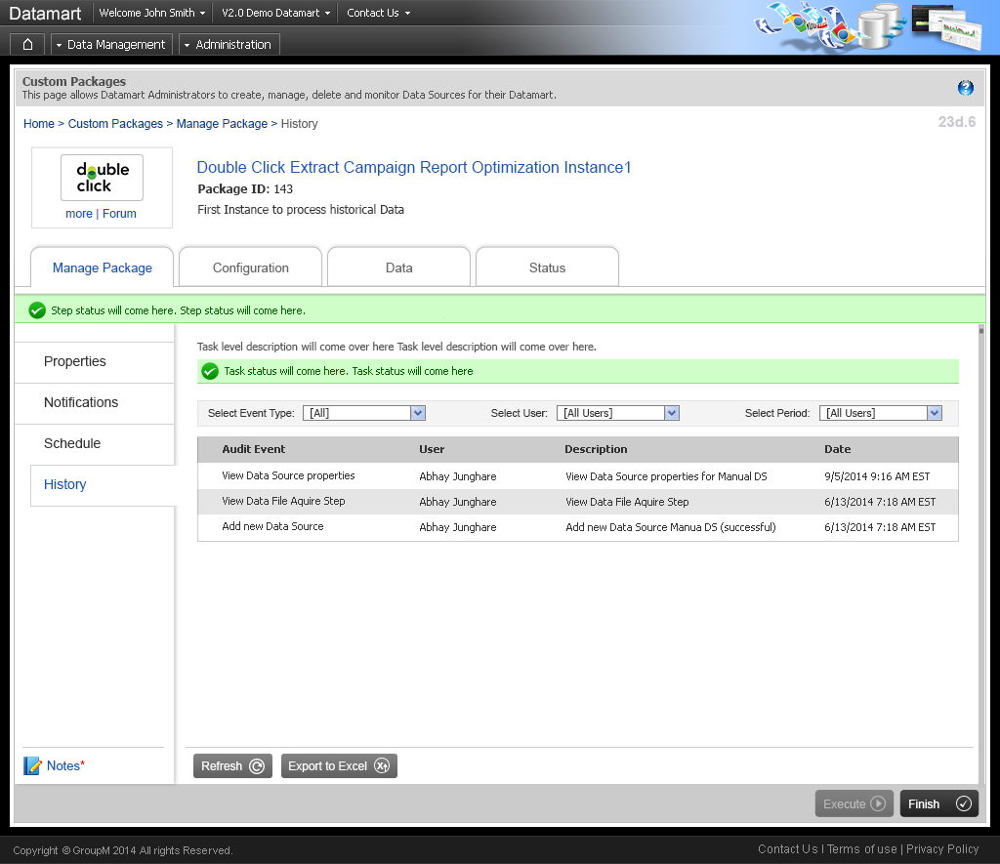 Datamart Welcome John Smith V2.0 Demo Datamart Contact Us
You Tube
Data Management Administration
Custom Packages
This page allows Datamart Administrators to create, manage, delete and monitor Data Sources for their Datamart.
Home > Custom Packages > Manage Package > History 23d.6
double
click
more | Forum
Double Click Extract Campaign Report Optimization Instance1
Package ID: 143
First Instance to process historical Data
Manage Package Configuration Data Status
Step status will come here. Step status will come here.
Properties
Notifications
Schedule
History
Task level description will come over here Task level description will come over here.
Task status will come here. Task status will come here
Select Event Type: [All] Select User: [All Users] Select Period: [All Users]
Audit Event User Description Date
View Data Source properties Abhay Junghare View Data Source properties for Manual DS 9/5/2014 9:16 AM EST
View Data File Aquire Step Abhay Junghare View Data File Aquire Step 6/13/2014 7:18 AM EST
Add new Data Source Abhay Junghare Add new Data Source Manua DS (successful) 6/13/2014 7:18 AM EST
Notes*
Refresh Export to Excel
Execute Finish
Copyright © GroupM 2014 All rights Reserved. Contact Us | Terms of use | Privacy Policy